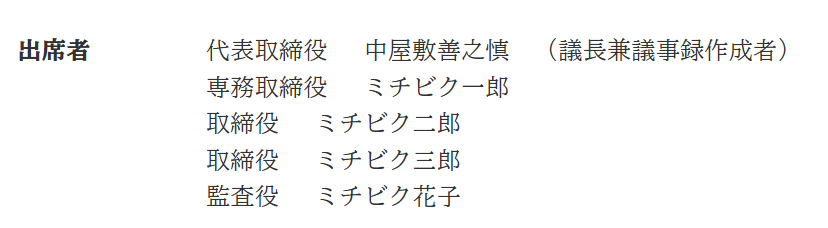 出席者 代表取締役 中屋敷善之慎 (議長兼議事録作成者)
専務取締役 ミチビク一郎
取締役 ミチビク二郎
取締役 ミチビク三郎
監査役 ミチビク花子